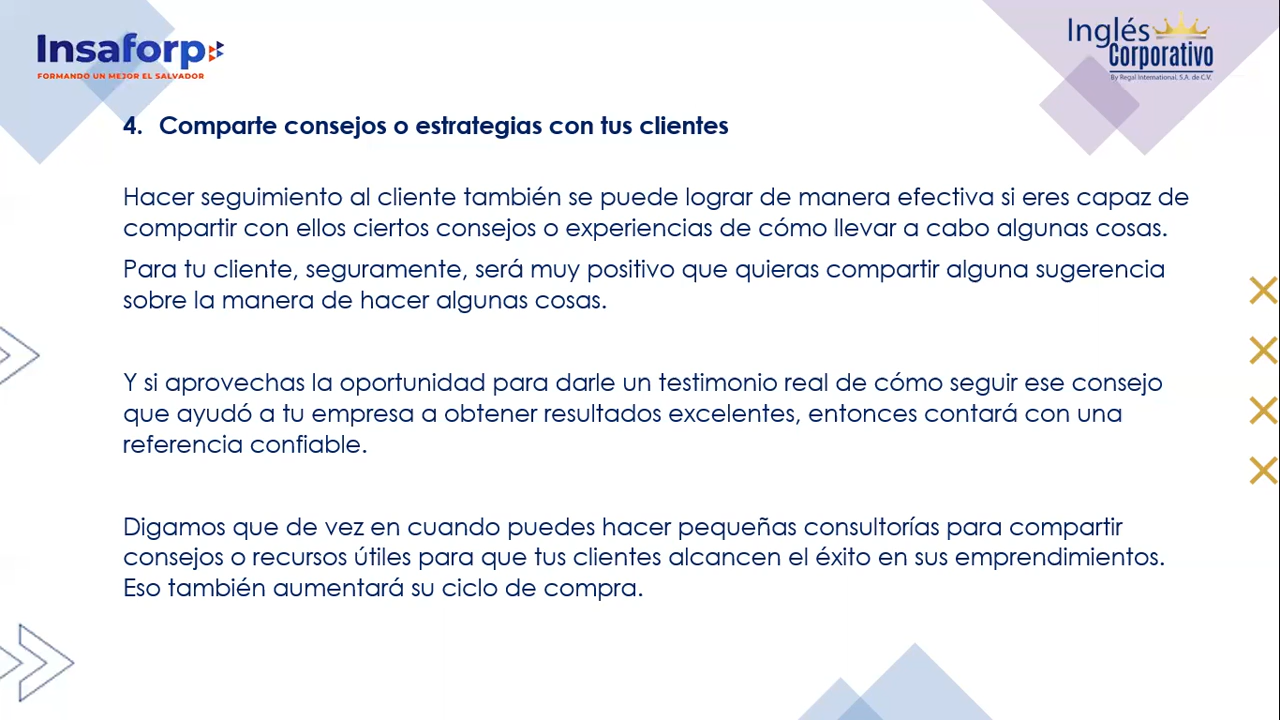 Insaforp
FORMANDO UN MEJOR EL SALVADOR
Inglés
Corporativo
By Regal International, S.A. de C.V.
4. Comparte consejos o estrategias con tus clientes
Hacer seguimiento al cliente también se puede lograr de manera efectiva si eres capaz de
compartir con ellos ciertos consejos o experiencias de cómo llevar a cabo algunas cosas.
Para tu cliente, seguramente, será muy positivo que quieras compartir alguna sugerencia
sobre la manera de hacer algunas cosas.
Y si aprovechas la oportunidad para darle un testimonio real de cómo seguir ese consejo
que ayudó a tu empresa a obtener resultados excelentes, entonces contará con una
referencia confiable.
Digamos que de vez en cuando puedes hacer pequeñas consultorías para compartir
consejos o recursos útiles para que tus clientes alcancen el éxito en sus emprendimientos.
Eso también aumentará su ciclo de compra.